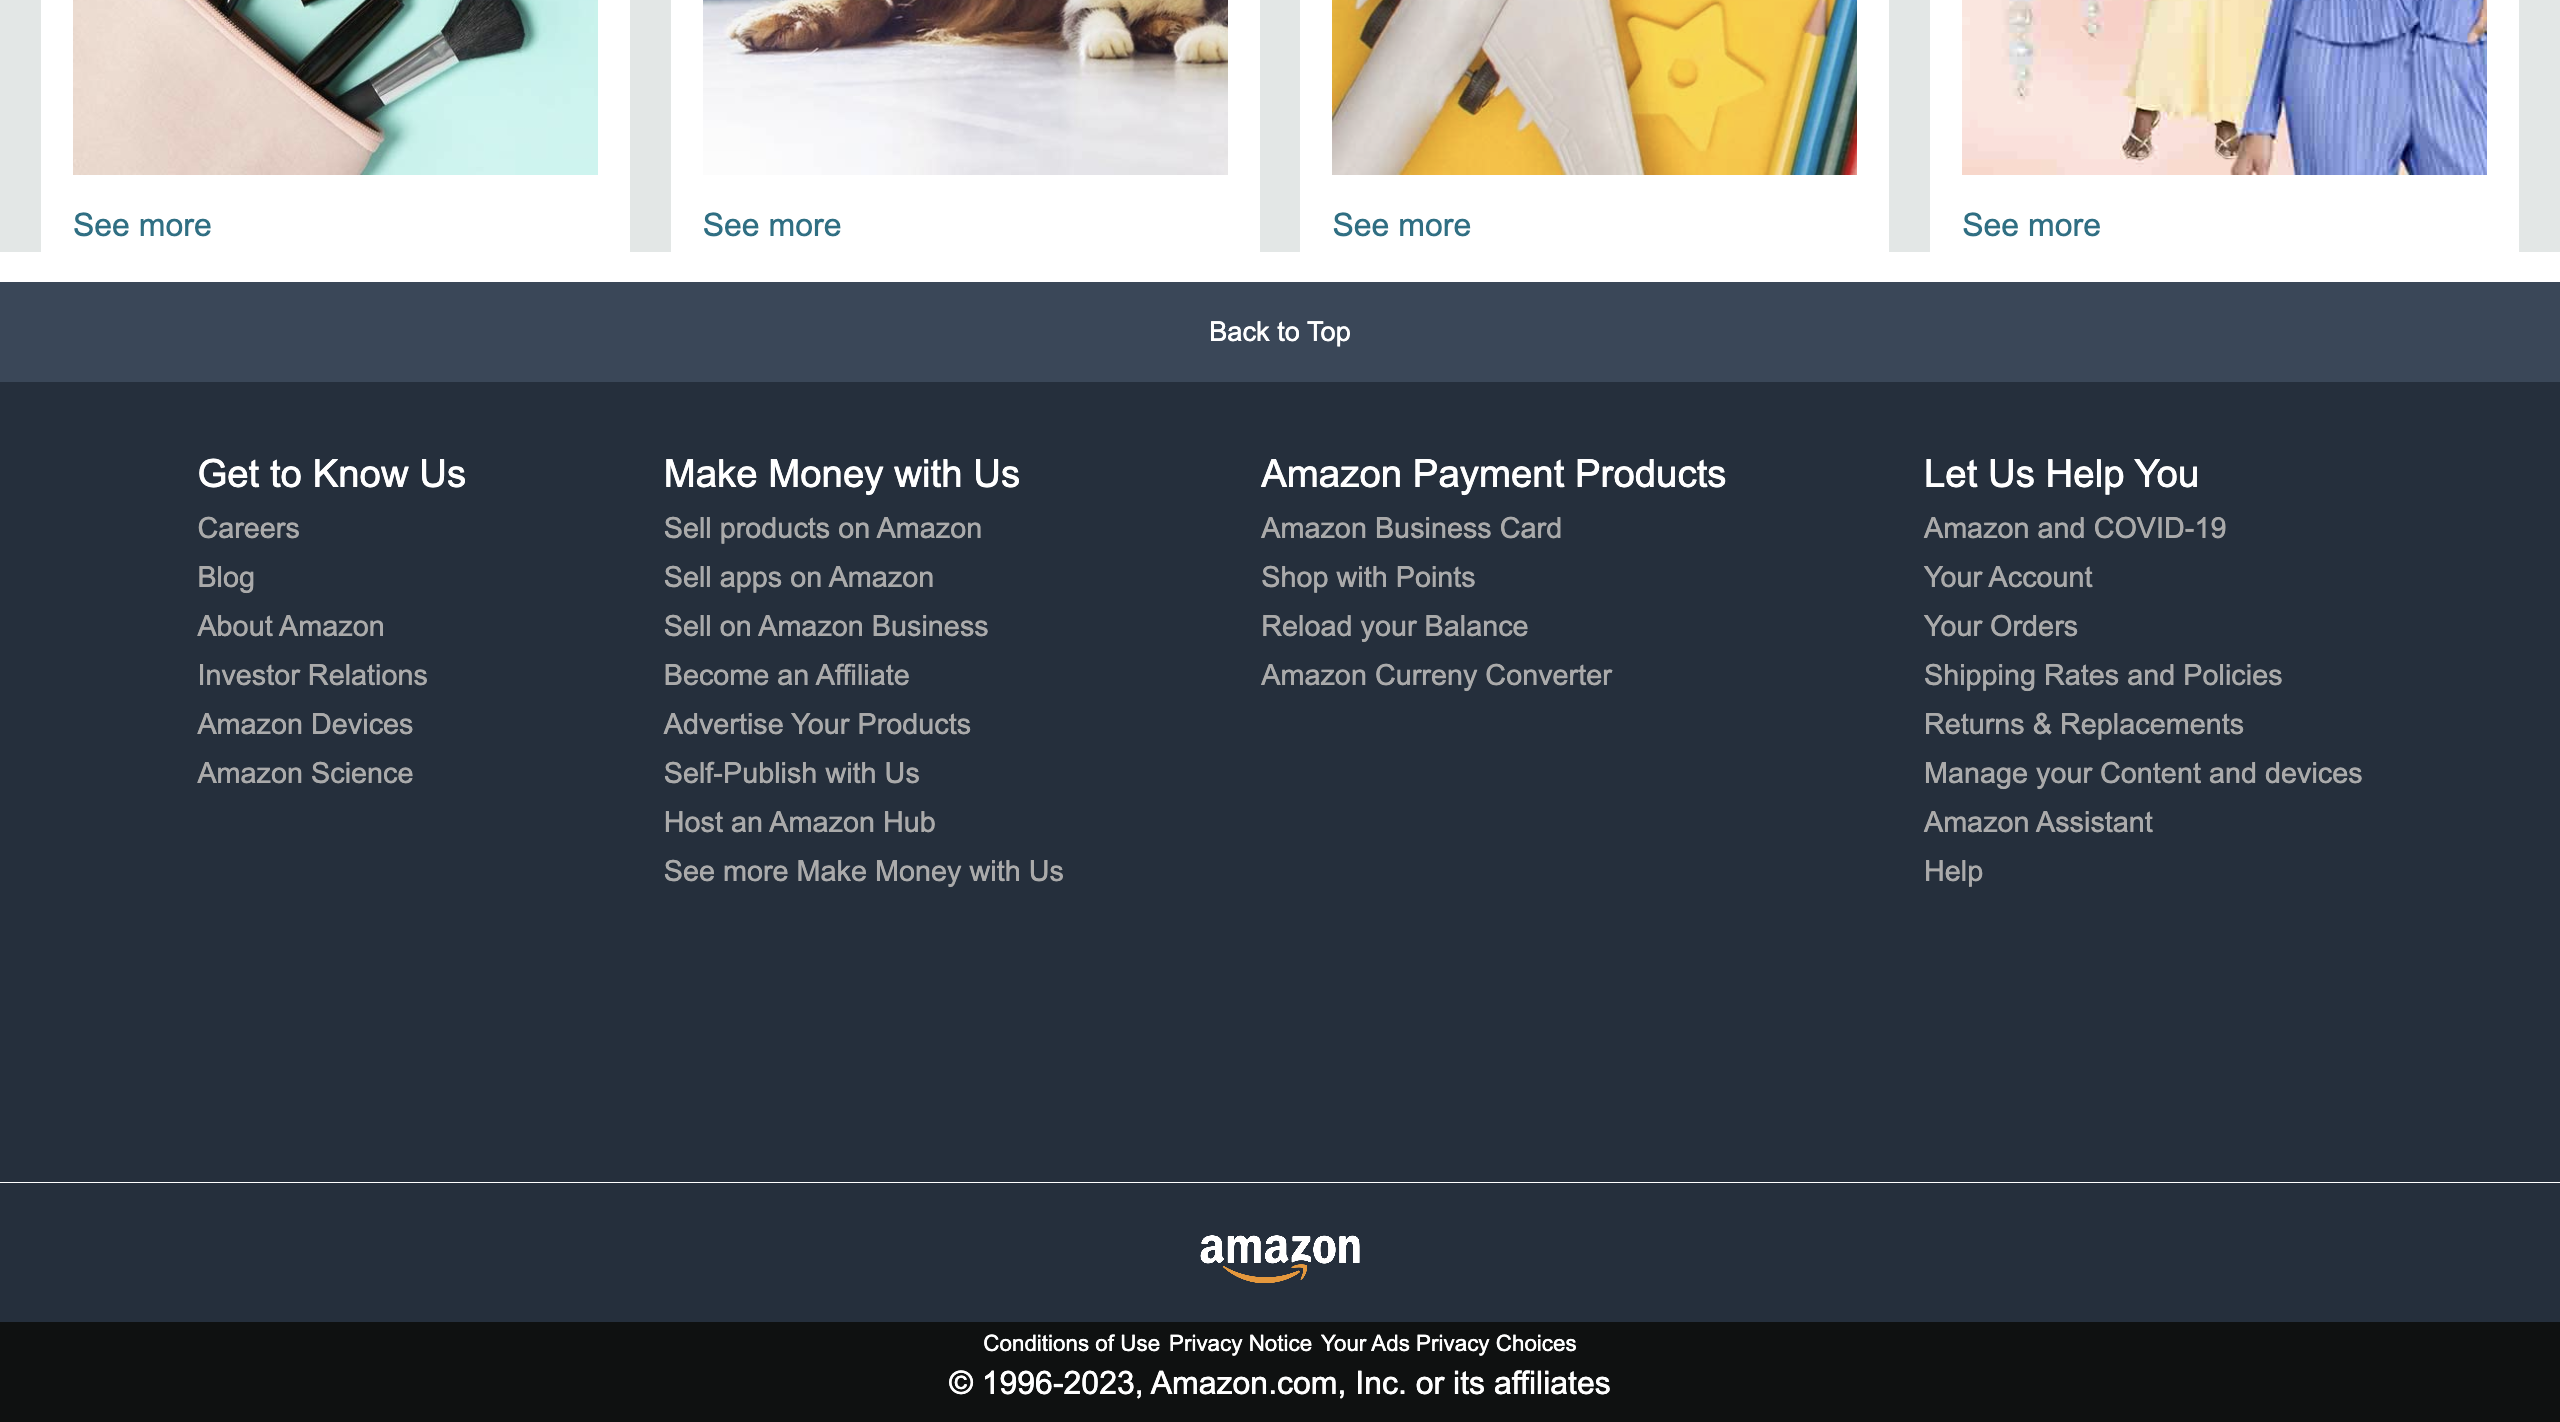 See more
See more
See more
See more
Back to Top
Get to Know Us
Careers
Blog
About Amazon
Investor Relations
Amazon Devices
Amazon Science
Make Money with Us
Sell products on Amazon
Sell apps on Amazon
Sell on Amazon Business
Become an Affiliate
Advertise Your Products
Self-Publish with Us
Host an Amazon Hub
See more Make Money with Us
Amazon Payment Products
Amazon Business Card
Shop with Points
Reload your Balance
Amazon Curreny Converter
Let Us Help You
Amazon and COVID-19
Your Account
Your Orders
Shipping Rates and Policies
Returns & Replacements
Manage your Content and devices
Amazon Assistant
Help
amazon
Conditions of Use Privacy Notice Your Ads Privacy Choices
© 1996-2023, Amazon.com, Inc. or its affiliates